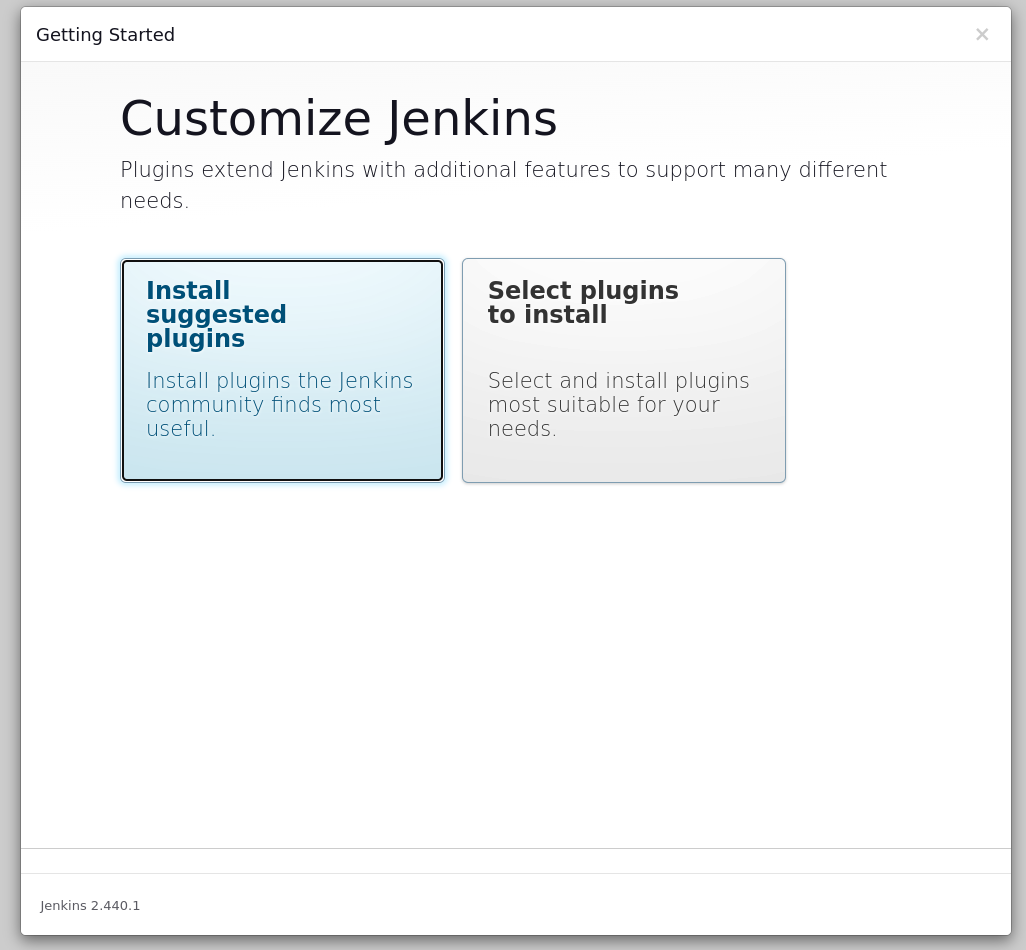 Getting Started
×
Customize Jenkins
Plugins extend Jenkins with additional features to support many different
needs.
Install
suggested
plugins
Install plugins the Jenkins
community finds most
useful.
Select plugins
to install
Select and install plugins
most suitable for your
needs.
Jenkins 2.440.1